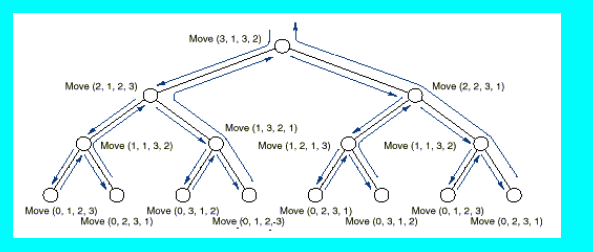 Move (3, 1, 3, 2)
Move (2, 1, 2, 3)
Move (2, 2, 3, 1)
Move (1, 1, 3, 2)
Move (1, 3, 2, 1)
Move (1, 2, 1, 3)
Move (1, 1, 3, 2)
Move (0, 1, 2, 3)
Move (0, 2, 3, 1)
Move (0, 3, 1, 2)
Move (0, 1, 2, 3)
Move (0, 2, 3, 1)
Move (0, 3, 1, 2)
Move (0, 1, 2, 3)
Move (0, 2, 3, 1)